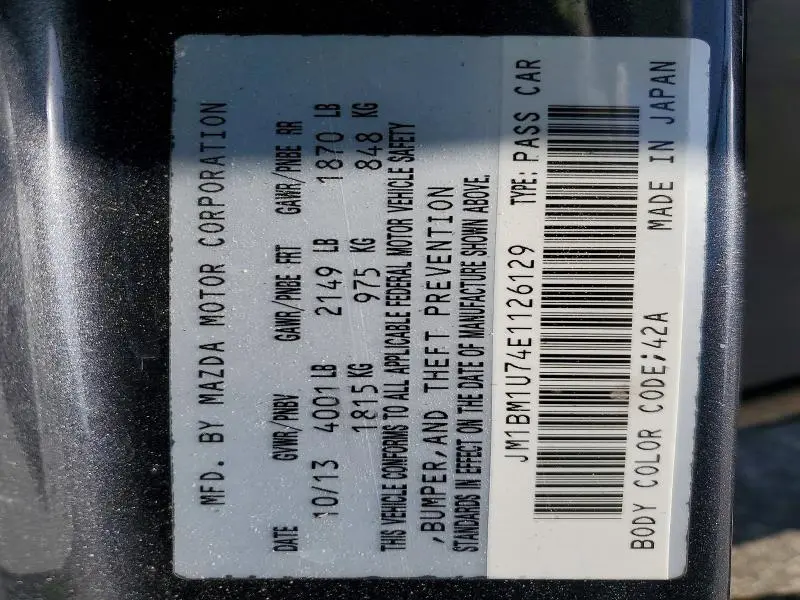 MFD. BY MAZDA MOTOR CORPORATION
DATE GVWR/PNBV GAWR/PNBE FRT GAWR/PNBE RR
10/13 4001 LB 2149 LB 1870 LB
1815 KG 975 KG 848 KG
THIS VEHICLE CONFORMS TO ALL APPLICABLE FEDERAL MOTOR VEHICLE SAFETY
,BUMPER,AND THEFT PREVENTION
STANDARDS IN EFFECT ON THE DATE OF MANUFACTURE SHOWN ABOVE.
JM1BM1U74E1126129 TYPE: PASS CAR
BODY COLOR CODE;42A MADE IN JAPAN